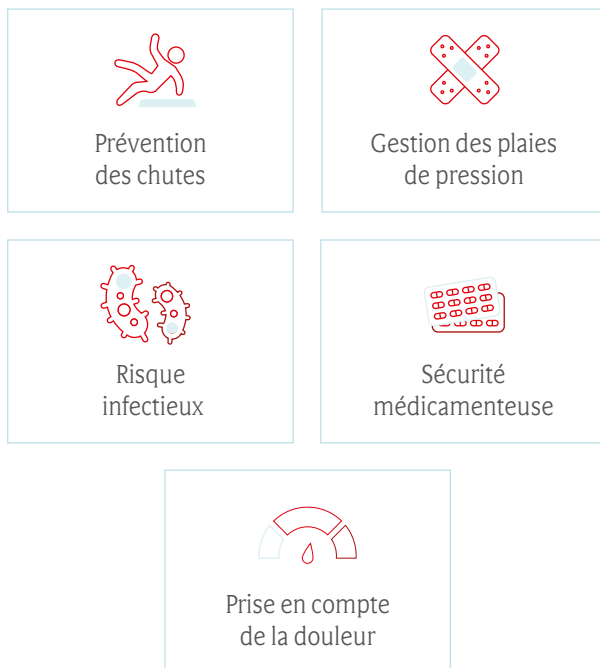 Prévention
des chutes
Gestion des plaies
de pression
Risque
infectieux
Sécurité
médicamenteuse
Prise en compte
de la douleur